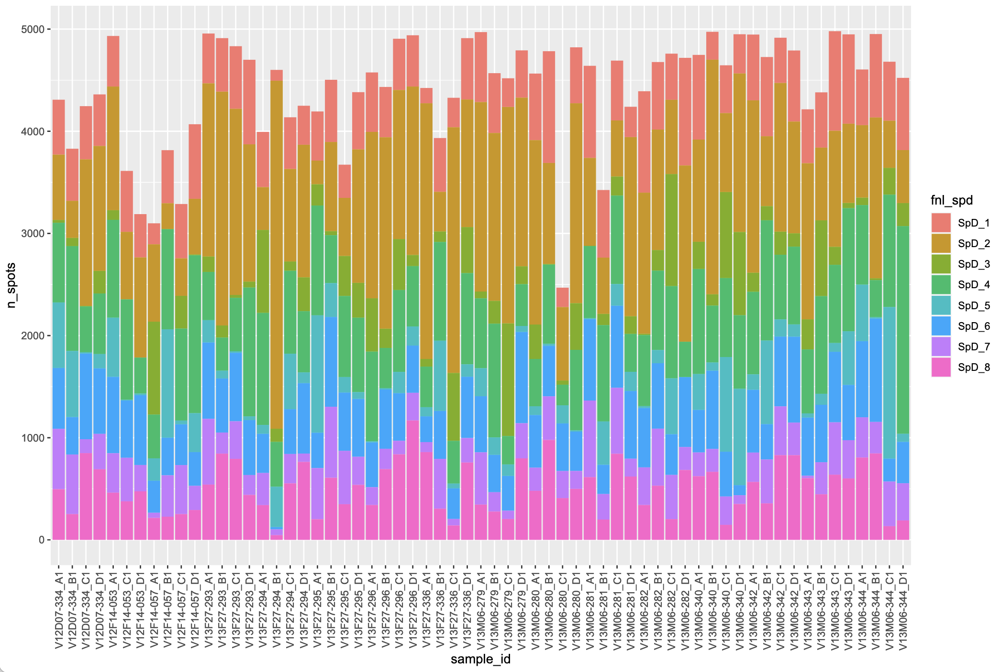 5000
4000
3000
2000
1000
0
n_spots
V12D07-334_A1
V12D07-334_B1
V12D07-334_C1
V12D07-334_D1
V12F14-053_A1
V12F14-053_C1
V12F14-053_D1
V12F14-057_A1
V12F14-057_B1
V12F14-057_C1
V12F14-057_D1
V13F27-293_A1
V13F27-293_B1
V13F27-293_C1
V13F27-293_D1
V13F27-294_A1
V13F27-294_B1
V13F27-294_C1
V13F27-294_D1
V13F27-295_A1
V13F27-295_B1
V13F27-295_C1
V13F27-295_D1
V13F27-296_A1
V13F27-296_B1
V13F27-296_C1
V13F27-296_D1
V13F27-336_A1
V13F27-336_B1
V13F27-336_C1
V13F27-336_D1
V13M06-279_A1
V13M06-279_B1
V13M06-279_C1
V13M06-279_D1
V13M06-280_A1
V13M06-280_B1
V13M06-280_C1
V13M06-280_D1
V13M06-281_A1
V13M06-281_B1
V13M06-281_C1
V13M06-281_D1
V13M06-282_A1
V13M06-282_B1
V13M06-282_C1
V13M06-282_D1
V13M06-340_A1
V13M06-340_B1
V13M06-340_C1
V13M06-340_D1
V13M06-342_A1
V13M06-342_B1
V13M06-342_C1
V13M06-342_D1
V13M06-343_A1
V13M06-343_B1
V13M06-343_C1
V13M06-343_D1
V13M06-344_A1
V13M06-344_B1
V13M06-344_C1
V13M06-344_D1
sample_id
fnl_spd
SpD_1
SpD_2
SpD_3
SpD_4
SpD_5
SpD_6
SpD_7
SpD_8